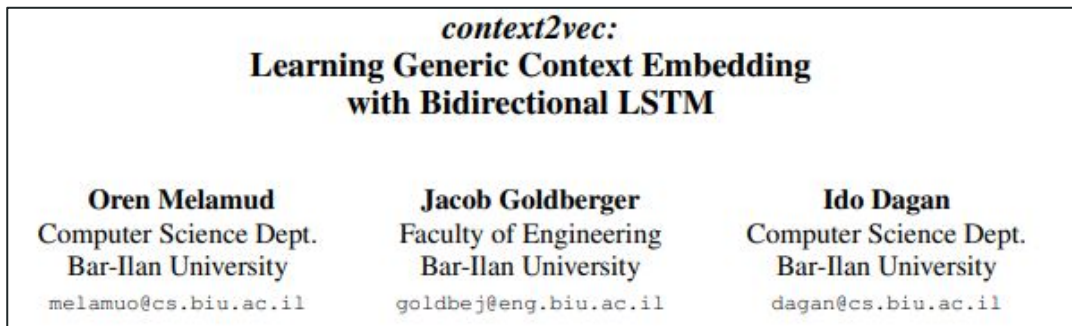 context2vec:
Learning Generic Context Embedding
with Bidirectional LSTM
Oren Melamud
Computer Science Dept.
Bar-Ilan University
melamuo@cs.biu.ac.il
Jacob Goldberger
Faculty of Engineering
Bar-Ilan University
goldbej@eng.biu.ac.il
Ido Dagan
Computer Science Dept.
Bar-Ilan University
dagan@cs.biu.ac.il